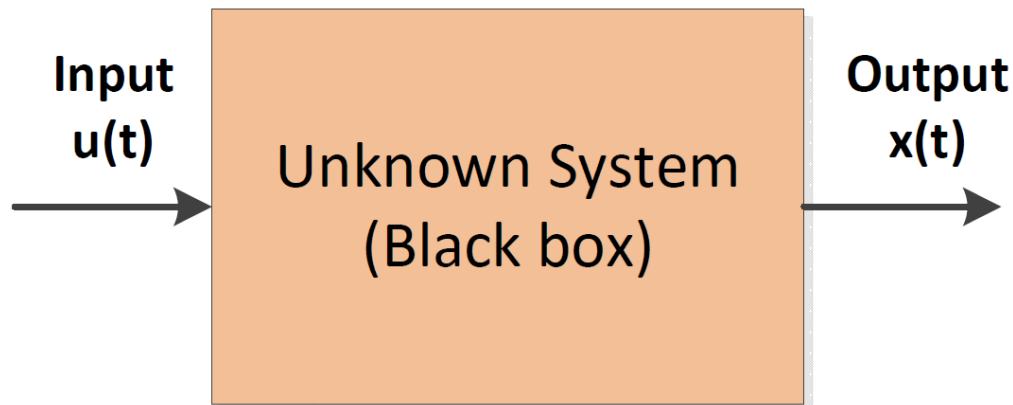 Input
u(t)
Unknown System
(Black box)
Output
x(t)